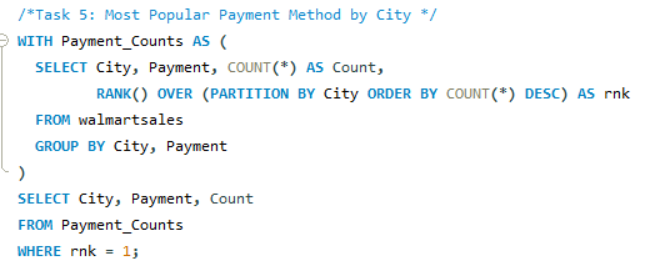 /*Task 5: Most Popular Payment Method by City */
WITH Payment_Counts AS (
SELECT City, Payment, COUNT(*) AS Count,
RANK() OVER (PARTITION BY City ORDER BY COUNT(*) DESC) AS rnk
FROM walmartsales
GROUP BY City, Payment
)
SELECT City, Payment, Count
FROM Payment_Counts
WHERE rnk = 1;